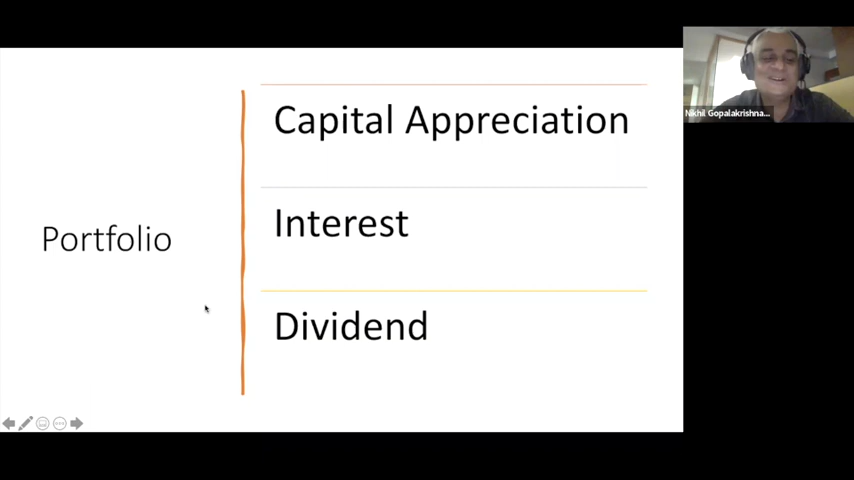 Capital Appreciation
Interest
Portfolio
Dividend
Nikhil Gopalakrishna...